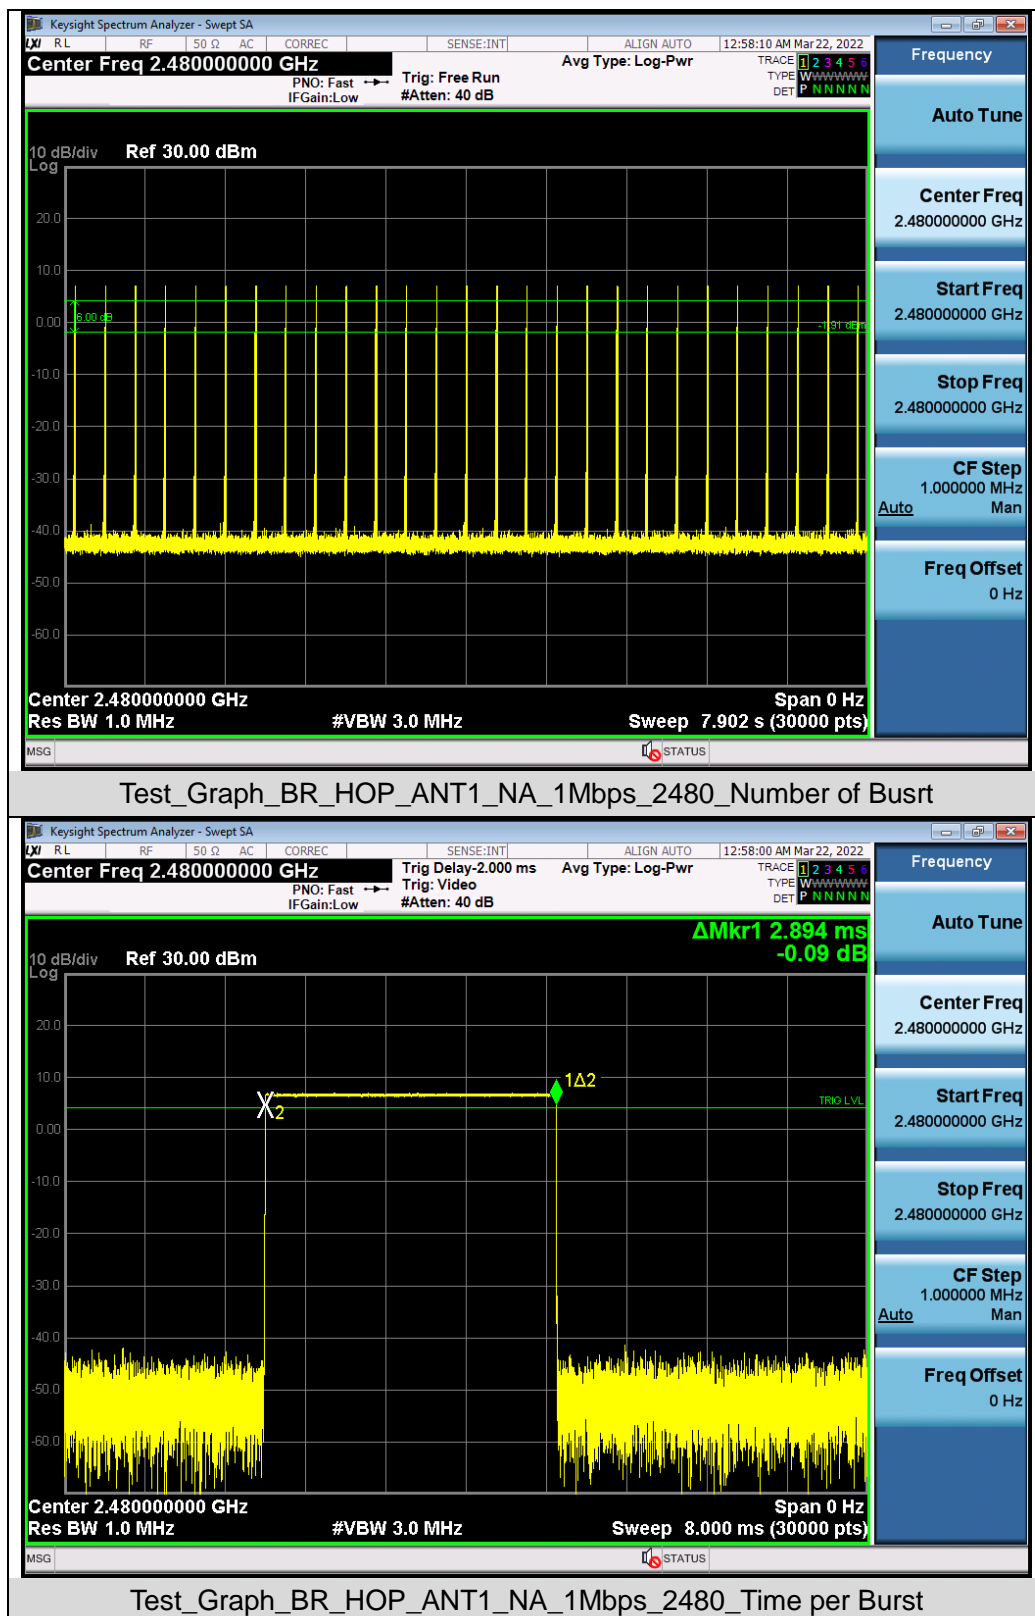 Keysight Spectrum Analyzer - Swept SA
LXI RL RF 50 Ω AC CORREC SENSE:INT ALIGN AUTO 12:58:10 AM Mar 22, 2022
Center Freq 2.480000000 GHz
PNO: Fast
IFGain:Low
Trig: Free Run
#Atten: 40 dB
Avg Type: Log-Pwr
TRACE 1 2 3 4 5 6
TYPE WWWWWW
DET P N N N N N
Frequency
Auto Tune
Center Freq
2.480000000 GHz
Start Freq
2.480000000 GHz
Stop Freq
2.480000000 GHz
CF Step
1.000000 MHz
Auto Man
Freq Offset
0 Hz
10 dB/div Ref 30.00 dBm
Log
20.0
10.0
0.00
-10.0
-20.0
-30.0
-40.0
-50.0
-60.0
6.00 dB
-1.91 dBm
Center 2.480000000 GHz Span 0 Hz
Res BW 1.0 MHz #VBW 3.0 MHz Sweep 7.902 s (30000 pts)
MSG STATUS
Test_Graph_BR_HOP_ANT1_NA_1Mbps_2480_Number of Busrt
Keysight Spectrum Analyzer - Swept SA
LXI RL RF 50 Ω AC CORREC SENSE:INT ALIGN AUTO 12:58:00 AM Mar 22, 2022
Center Freq 2.480000000 GHz
PNO: Fast
IFGain:Low
Trig Delay-2.000 ms
Trig: Video
#Atten: 40 dB
Avg Type: Log-Pwr
TRACE 1 2 3 4 5 6
TYPE WWWWWW
DET P N N N N N
Frequency
Auto Tune
Center Freq
2.480000000 GHz
Start Freq
2.480000000 GHz
Stop Freq
2.480000000 GHz
CF Step
1.000000 MHz
Auto Man
Freq Offset
0 Hz
ΔMkr1 2.894 ms
-0.09 dB
10 dB/div Ref 30.00 dBm
Log
20.0
10.0
0.00
-10.0
-20.0
-30.0
-40.0
-50.0
-60.0
1Δ2
2
TRIG LVL
Center 2.480000000 GHz Span 0 Hz
Res BW 1.0 MHz #VBW 3.0 MHz Sweep 8.000 ms (30000 pts)
MSG STATUS
Test_Graph_BR_HOP_ANT1_NA_1Mbps_2480_Time per Burst